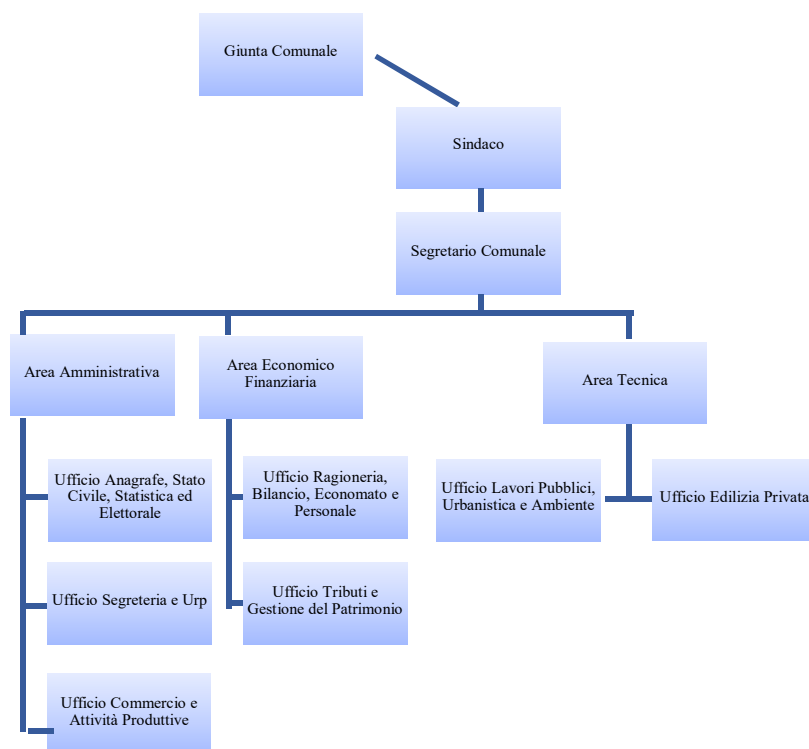 Giunta Comunale
Sindaco
Segretario Comunale
Area Amministrativa
Area Economico
Finanziaria
Area Tecnica
Ufficio Anagrafe, Stato
Civile, Statistica ed
Elettorale
Ufficio Ragioneria,
Bilancio, Economato e
Personale
Ufficio Lavori Pubblici,
Urbanistica e Ambiente
Ufficio Edilizia Privata
Ufficio Segreteria e Urp
Ufficio Tributi e
Gestione del Patrimonio
Ufficio Commercio e
Attività Produttive